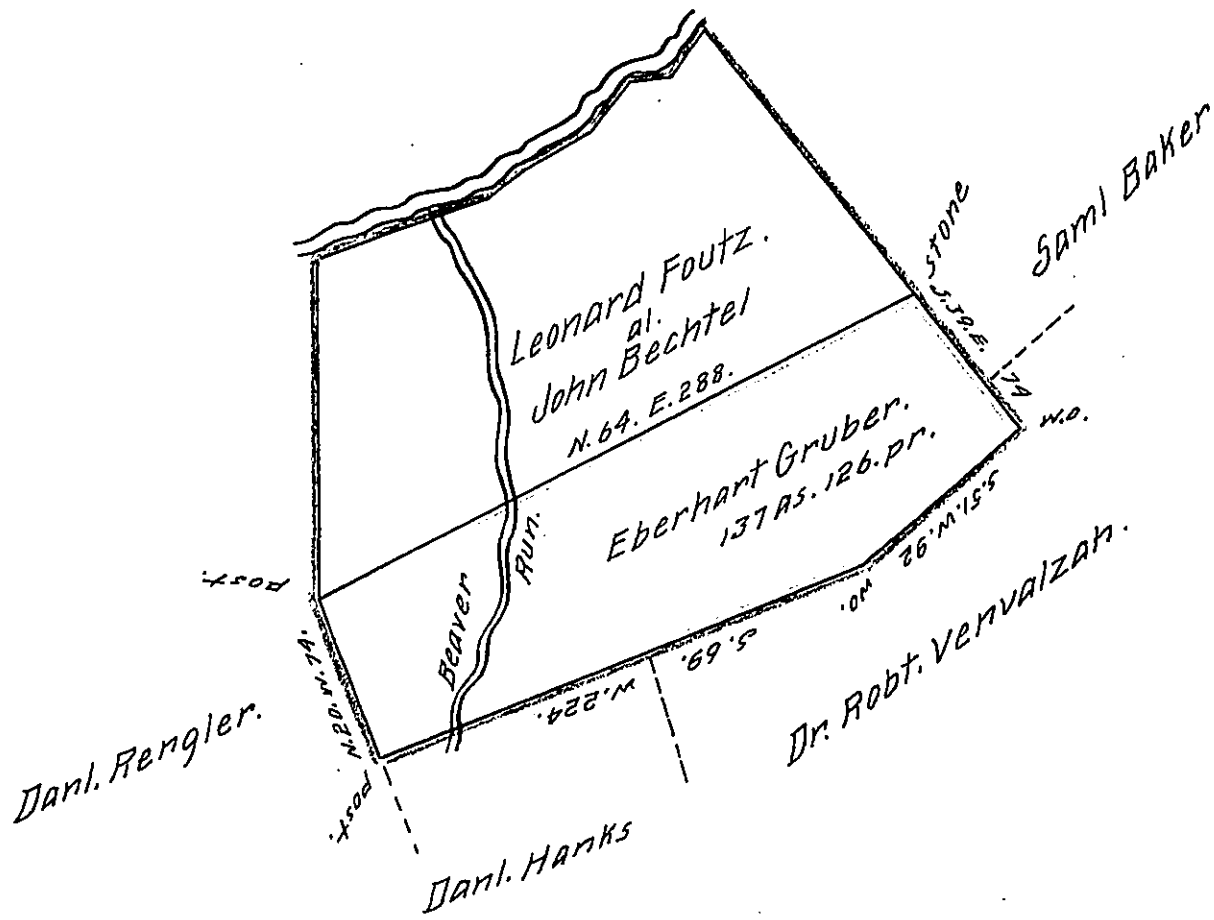 Leonard Foutz.
al.
John Bechtel
N. 64. E. 288.
Stone
S. 39. E. 74
Saml Baker
W.O.
Eberhart Gruber.
137 As. 126. pr.
S. 51. W. 92
WO.
Dr. Robt. Venvalzah.
S. 69. W. 224.
Beaver Run.
Post.
N. 20. W. 74.
Danl. Rengler.
Post.
Danl. Hanks